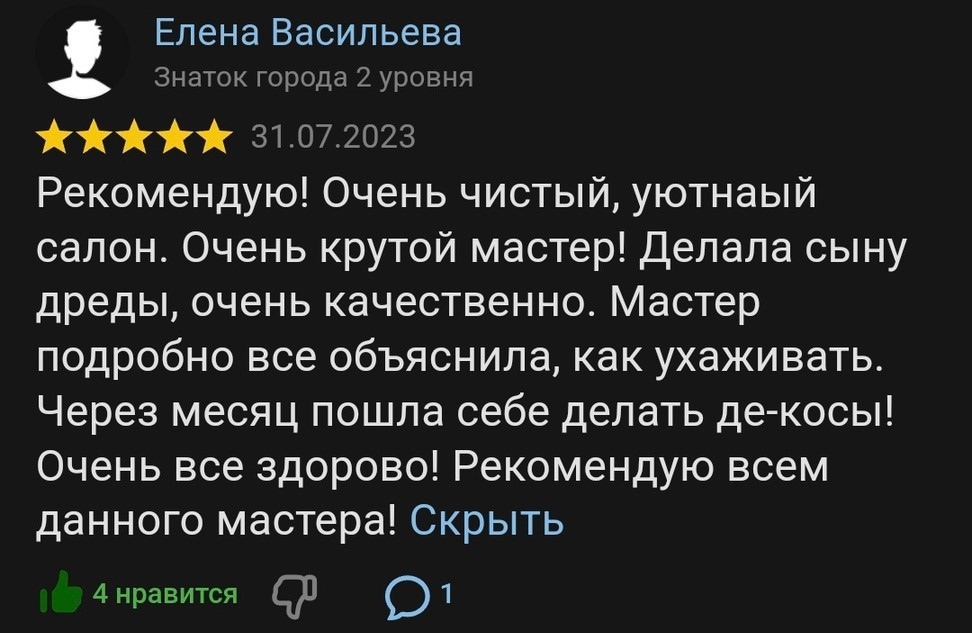 Елена Васильева
Знаток города 2 уровня
31.07.2023
Рекомендую! Очень чистый, уютнаый
салон. Очень крутой мастер! Делала сыну
дреды, очень качественно. Мастер
подробно все объяснила, как ухаживать.
Через месяц пошла себе делать де-косы!
Очень все здорово! Рекомендую всем
данного мастера! Скрыть
4 нравится 1